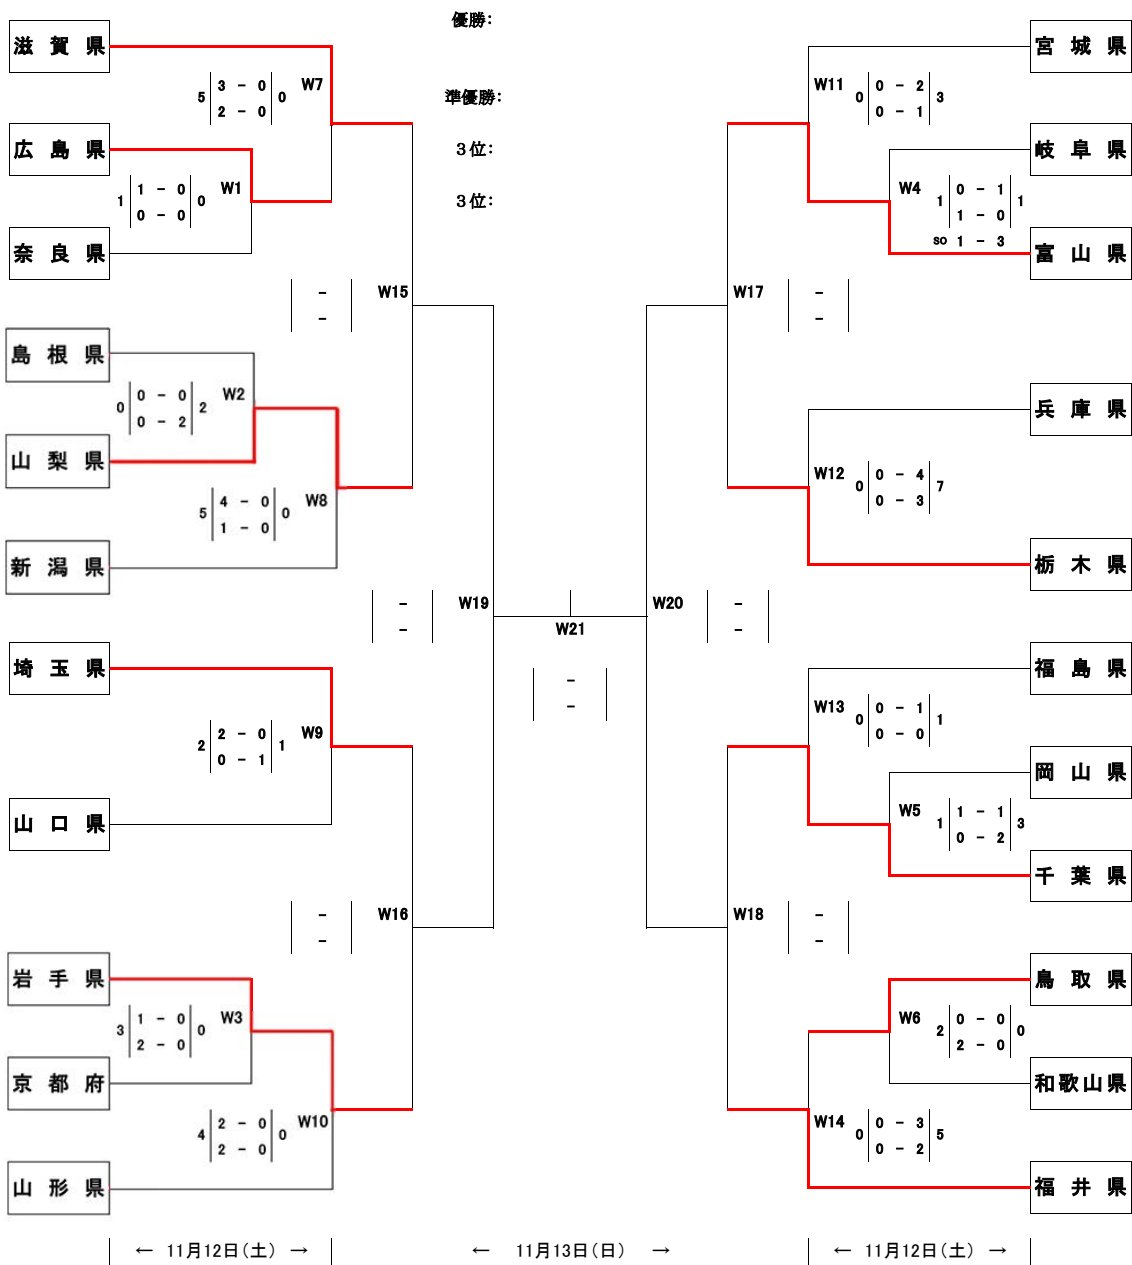 優勝：
準優勝：
３位：
３位：
滋賀県
5 3 － 0 0 W7
2 － 0
広島県
1 1 － 0 0 W1
0 － 0
奈良県
－ W15
－
島根県
0 0 － 0 2 W2
0 － 2
山梨県
5 4 － 0 0 W8
1 － 0
新潟県
－ W19
－
埼玉県
2 2 － 0 1 W9
0 － 1
山口県
－ W16
－
岩手県
3 1 － 0 0 W3
2 － 0
京都府
4 2 － 0 0 W10
2 － 0
山形県
W21
－
－
宮城県
W11 0 0 － 2 3
0 － 1
岐阜県
W4 1 0 － 1 1
1 － 0
so 1 － 3
富山県
W17 －
－
兵庫県
W12 0 0 － 4 7
0 － 3
栃木県
W20 －
－
福島県
W13 0 0 － 1 1
0 － 0
岡山県
W5 1 1 － 1 3
0 － 2
千葉県
W18 －
－
鳥取県
W6 2 0 － 0 0
2 － 0
和歌山県
W14 0 0 － 3 5
0 － 2
福井県
← 11月12日（土） →
← 11月13日（日） →
← 11月12日（土） →